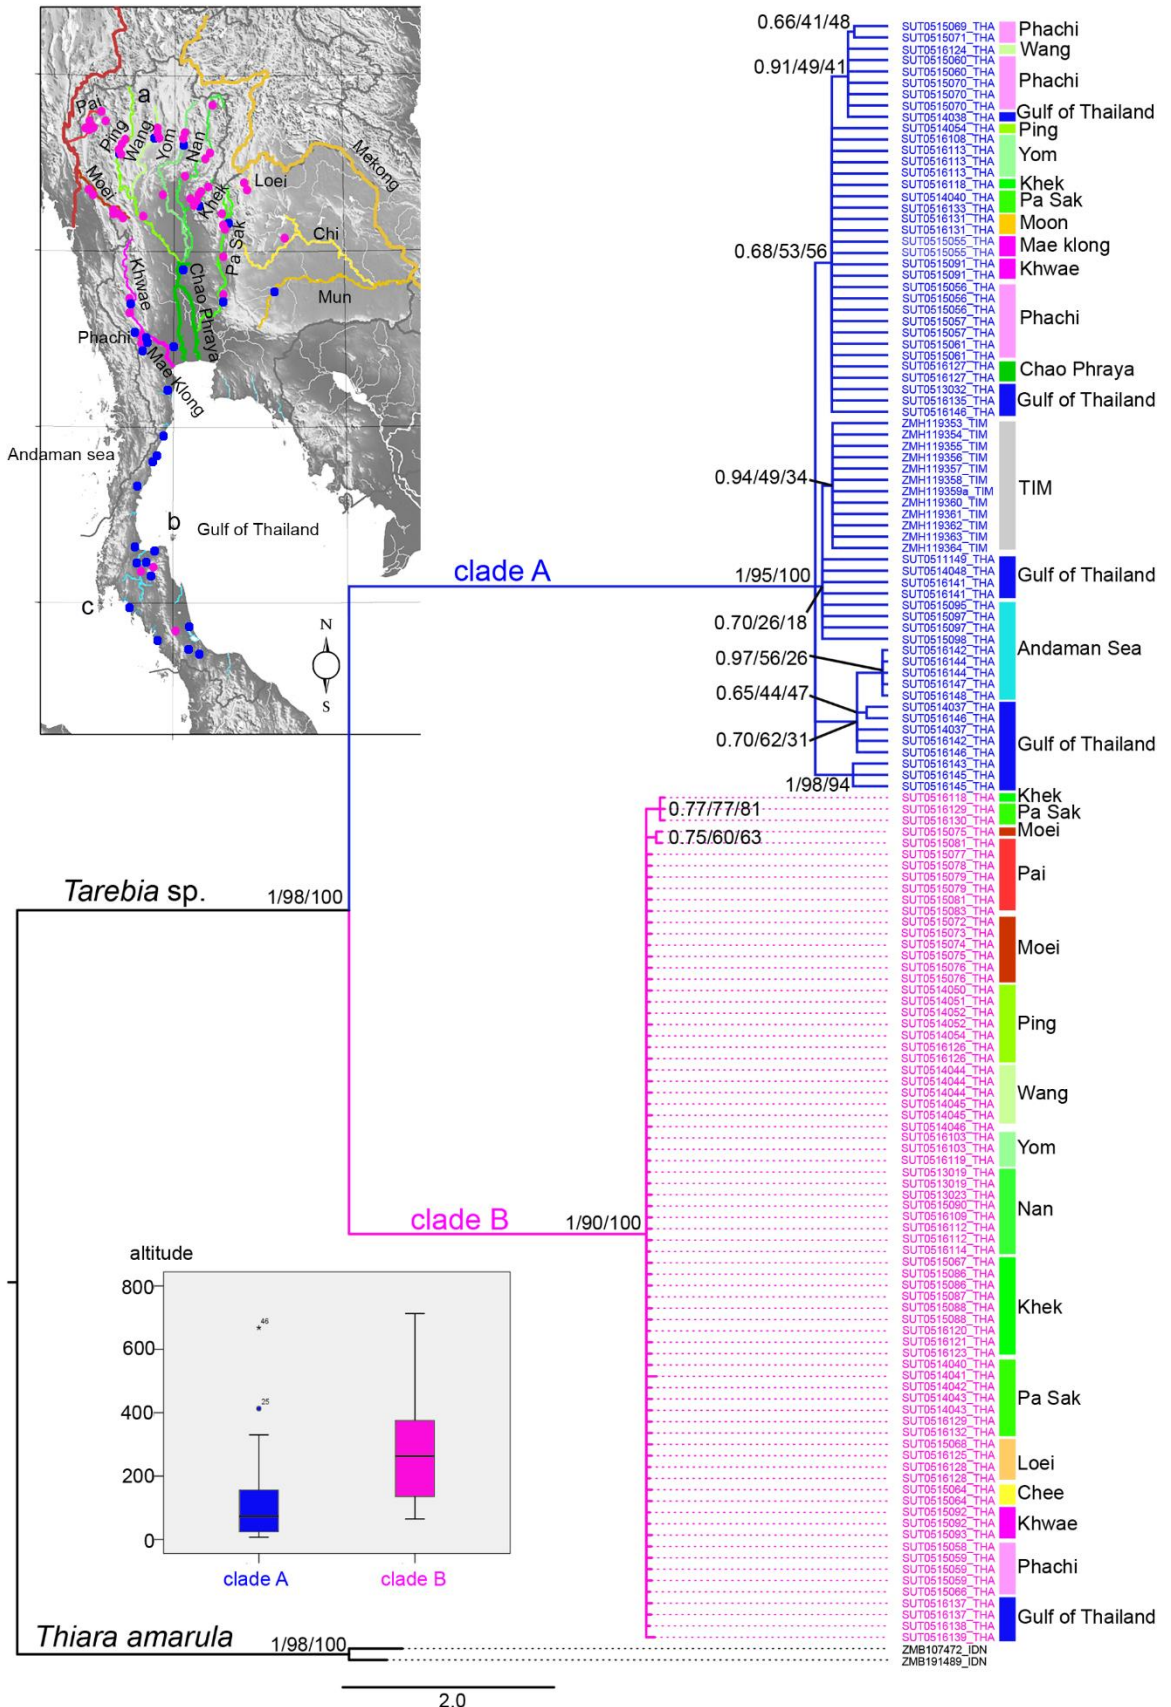 Pai
a
Ping
Wang
Yom
Nan
Mekong
Moei
Loei
Khek
Chi
Pa Sak
Khwae
Chao Phraya
Mun
Phachi
Mae Klong
Andaman sea
b
Gulf of Thailand
c
N
S
clade A
1/95/100
0.66/41/48
0.91/49/41
0.68/53/56
0.94/49/34
0.70/26/18
0.97/56/26
0.65/44/47
0.70/62/31
1/98/94
SUT0515069_THA
SUT0515071_THA
Phachi
SUT0516124_THA
Wang
SUT0515060_THA
SUT0515060_THA
SUT0515070_THA
SUT0515070_THA
SUT0515070_THA
Phachi
SUT0514038_THA
Gulf of Thailand
SUT0514054_THA
Ping
SUT0516108_THA
SUT0516113_THA
SUT0516113_THA
SUT0516113_THA
Yom
SUT0516118_THA
Khek
SUT0514040_THA
SUT0516133_THA
Pa Sak
SUT0516131_THA
SUT0516131_THA
Moon
SUT0515055_THA
SUT0515055_THA
Mae klong
SUT0515091_THA
SUT0515091_THA
Khwae
SUT0515056_THA
SUT0515056_THA
SUT0515056_THA
SUT0515057_THA
SUT0515057_THA
SUT0515061_THA
SUT0515061_THA
Phachi
SUT0516127_THA
SUT0516127_THA
Chao Phraya
SUT0513032_THA
SUT0516135_THA
SUT0516146_THA
Gulf of Thailand
ZMH119353_TIM
ZMH119354_TIM
ZMH119355_TIM
ZMH119356_TIM
ZMH119357_TIM
ZMH119358_TIM
ZMH119359a_TIM
ZMH119360_TIM
ZMH119361_TIM
ZMH119362_TIM
ZMH119363_TIM
ZMH119364_TIM
TIM
SUT0511149_THA
SUT0514048_THA
SUT0516141_THA
SUT0516141_THA
Gulf of Thailand
SUT0515095_THA
SUT0515097_THA
SUT0515097_THA
SUT0515098_THA
SUT0516142_THA
SUT0516144_THA
SUT0516144_THA
SUT0516147_THA
SUT0516148_THA
Andaman Sea
SUT0514037_THA
SUT0516146_THA
SUT0514037_THA
SUT0516142_THA
SUT0516146_THA
SUT0516143_THA
SUT0516145_THA
SUT0516145_THA
Gulf of Thailand
Tarebia sp.
1/98/100
clade B
1/90/100
0.77/77/81
0.75/60/63
SUT0516118_THA
Khek
SUT0516129_THA
SUT0516130_THA
Pa Sak
SUT0515075_THA
Moei
SUT0515081_THA
SUT0515077_THA
SUT0515078_THA
SUT0515079_THA
SUT0515079_THA
SUT0515081_THA
SUT0515083_THA
Pai
SUT0515072_THA
SUT0515073_THA
SUT0515074_THA
SUT0515075_THA
SUT0515076_THA
SUT0515076_THA
Moei
SUT0514050_THA
SUT0514051_THA
SUT0514052_THA
SUT0514052_THA
SUT0514054_THA
SUT0516126_THA
SUT0516126_THA
Ping
SUT0514044_THA
SUT0514044_THA
SUT0514044_THA
SUT0514045_THA
SUT0514045_THA
SUT0514046_THA
Wang
SUT0516103_THA
SUT0516103_THA
SUT0516119_THA
Yom
SUT0513019_THA
SUT0513019_THA
SUT0513023_THA
SUT0515090_THA
SUT0516109_THA
SUT0516112_THA
SUT0516112_THA
SUT0516114_THA
Nan
SUT0515067_THA
SUT0515086_THA
SUT0515086_THA
SUT0515087_THA
SUT0515088_THA
SUT0515088_THA
SUT0516120_THA
SUT0516121_THA
SUT0516123_THA
Khek
SUT0514040_THA
SUT0514041_THA
SUT0514042_THA
SUT0514043_THA
SUT0514043_THA
SUT0516129_THA
SUT0516132_THA
Pa Sak
SUT0515068_THA
SUT0516125_THA
SUT0516128_THA
SUT0516128_THA
Loei
SUT0515064_THA
SUT0515064_THA
Chee
SUT0515092_THA
SUT0515092_THA
SUT0515093_THA
Khwae
SUT0515058_THA
SUT0515059_THA
SUT0515059_THA
SUT0515059_THA
SUT0515066_THA
Phachi
SUT0516137_THA
SUT0516137_THA
SUT0516138_THA
SUT0516139_THA
Gulf of Thailand
altitude
800
600
400
200
0
46
25
clade A
clade B
Thiara amarula
1/98/100
ZMB107472_IDN
ZMB191489_IDN
2.0